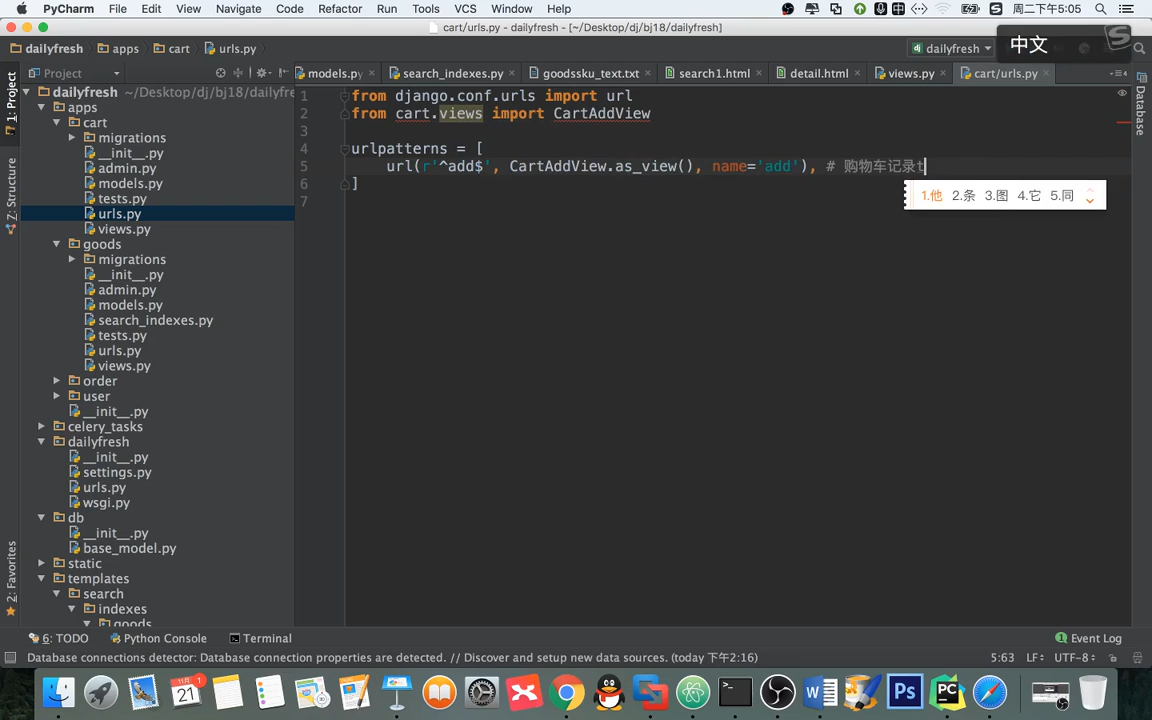 PyCharm File Edit View Navigate Code Refactor Run Tools VCS Window Help 周二下午5:05
cart/urls.py - dailyfresh - [~/Desktop/dj/bj18/dailyfresh]
dailyfresh apps cart urls.py dailyfresh 中文
Project models.py search_indexes.py goodssku_text.txt search1.html detail.html views.py cart/urls.py
1: Project
Z: Structure
2: Favorites
Database
dailyfresh ~/Desktop/dj/bj18/dailyfre
apps
cart
migrations
__init__.py
admin.py
models.py
tests.py
urls.py
views.py
goods
migrations
__init__.py
admin.py
models.py
search_indexes.py
tests.py
urls.py
views.py
order
user
__init__.py
celery_tasks
dailyfresh
__init__.py
settings.py
urls.py
wsgi.py
db
__init__.py
base_model.py
static
templates
search
indexes
goods
1 from django.conf.urls import url
2 from cart.views import CartAddView
3
4 urlpatterns = [
5 url(r'^add$', CartAddView.as_view(), name='add'), # 购物车记录t
6 ]
7
1.他 2.条 3.图 4.它 5.同
6: TODO Python Console Terminal 1 Event Log
Database connections detector: Database connection properties are detected. // Discover and setup new data sources. (today 下午2:16) 5:63 LF UTF-8
11月 21